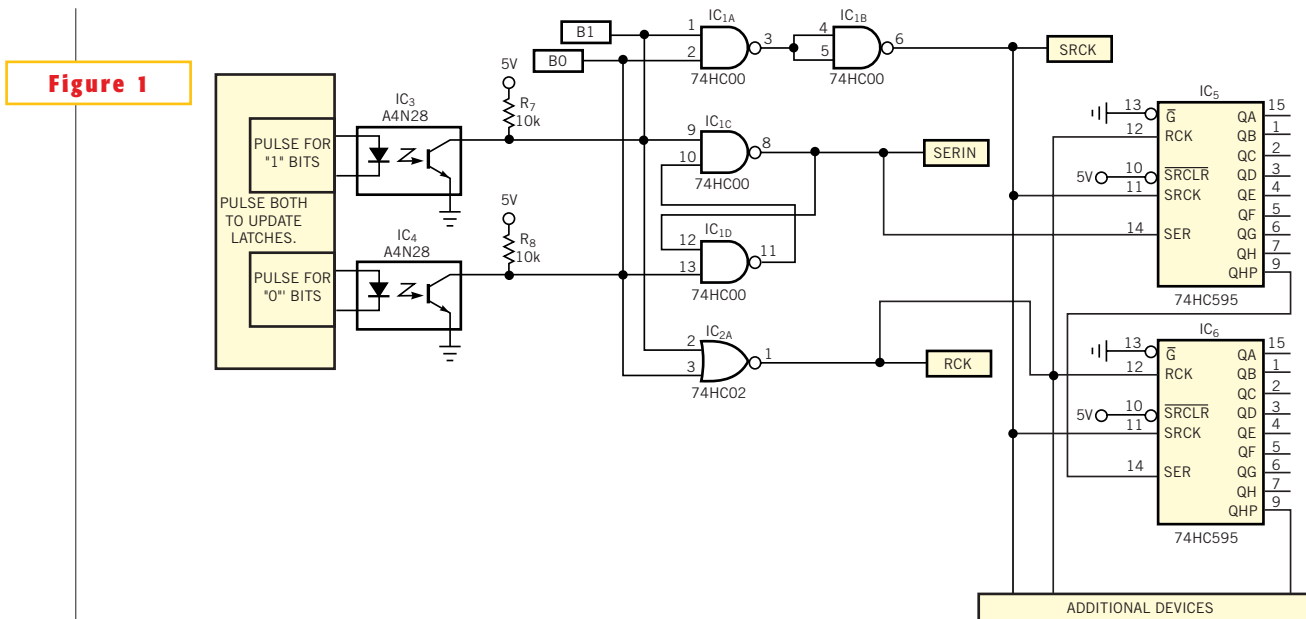 Figure 1
PULSE FOR
"1" BITS
PULSE BOTH
TO UPDATE
LATCHES.
PULSE FOR
"0"' BITS
IC3
A4N28
5V
R7
10k
IC4
A4N28
5V
R8
10k
B1
B0
IC1A
1
2
3
74HC00
IC1B
4
5
6
74HC00
SRCK
IC1C
9
10
8
74HC00
SERIN
12
13
IC1D
11
74HC00
IC2A
2
3
1
74HC02
RCK
IC5
13
G
QA
15
12
RCK
QB
1
QC
2
5V
10
SRCLR
QD
3
11
SRCK
QE
4
QF
5
14
SER
QG
6
QH
7
QHP
9
74HC595
IC6
13
G
QA
15
12
RCK
QB
1
QC
2
5V
10
SRCLR
QD
3
11
SRCK
QE
4
QF
5
14
SER
QG
6
QH
7
QHP
9
74HC595
ADDITIONAL DEVICES